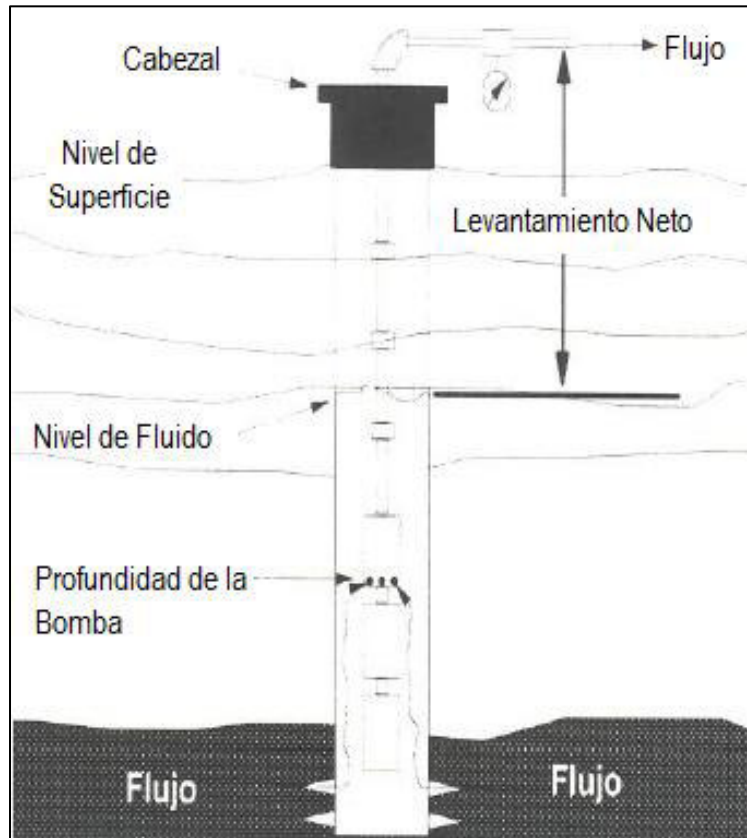 Cabezal
Flujo
Nivel de
Superficie
Levantamiento Neto
Nivel de Fluido
Profundidad de la
Bomba
Flujo
Flujo